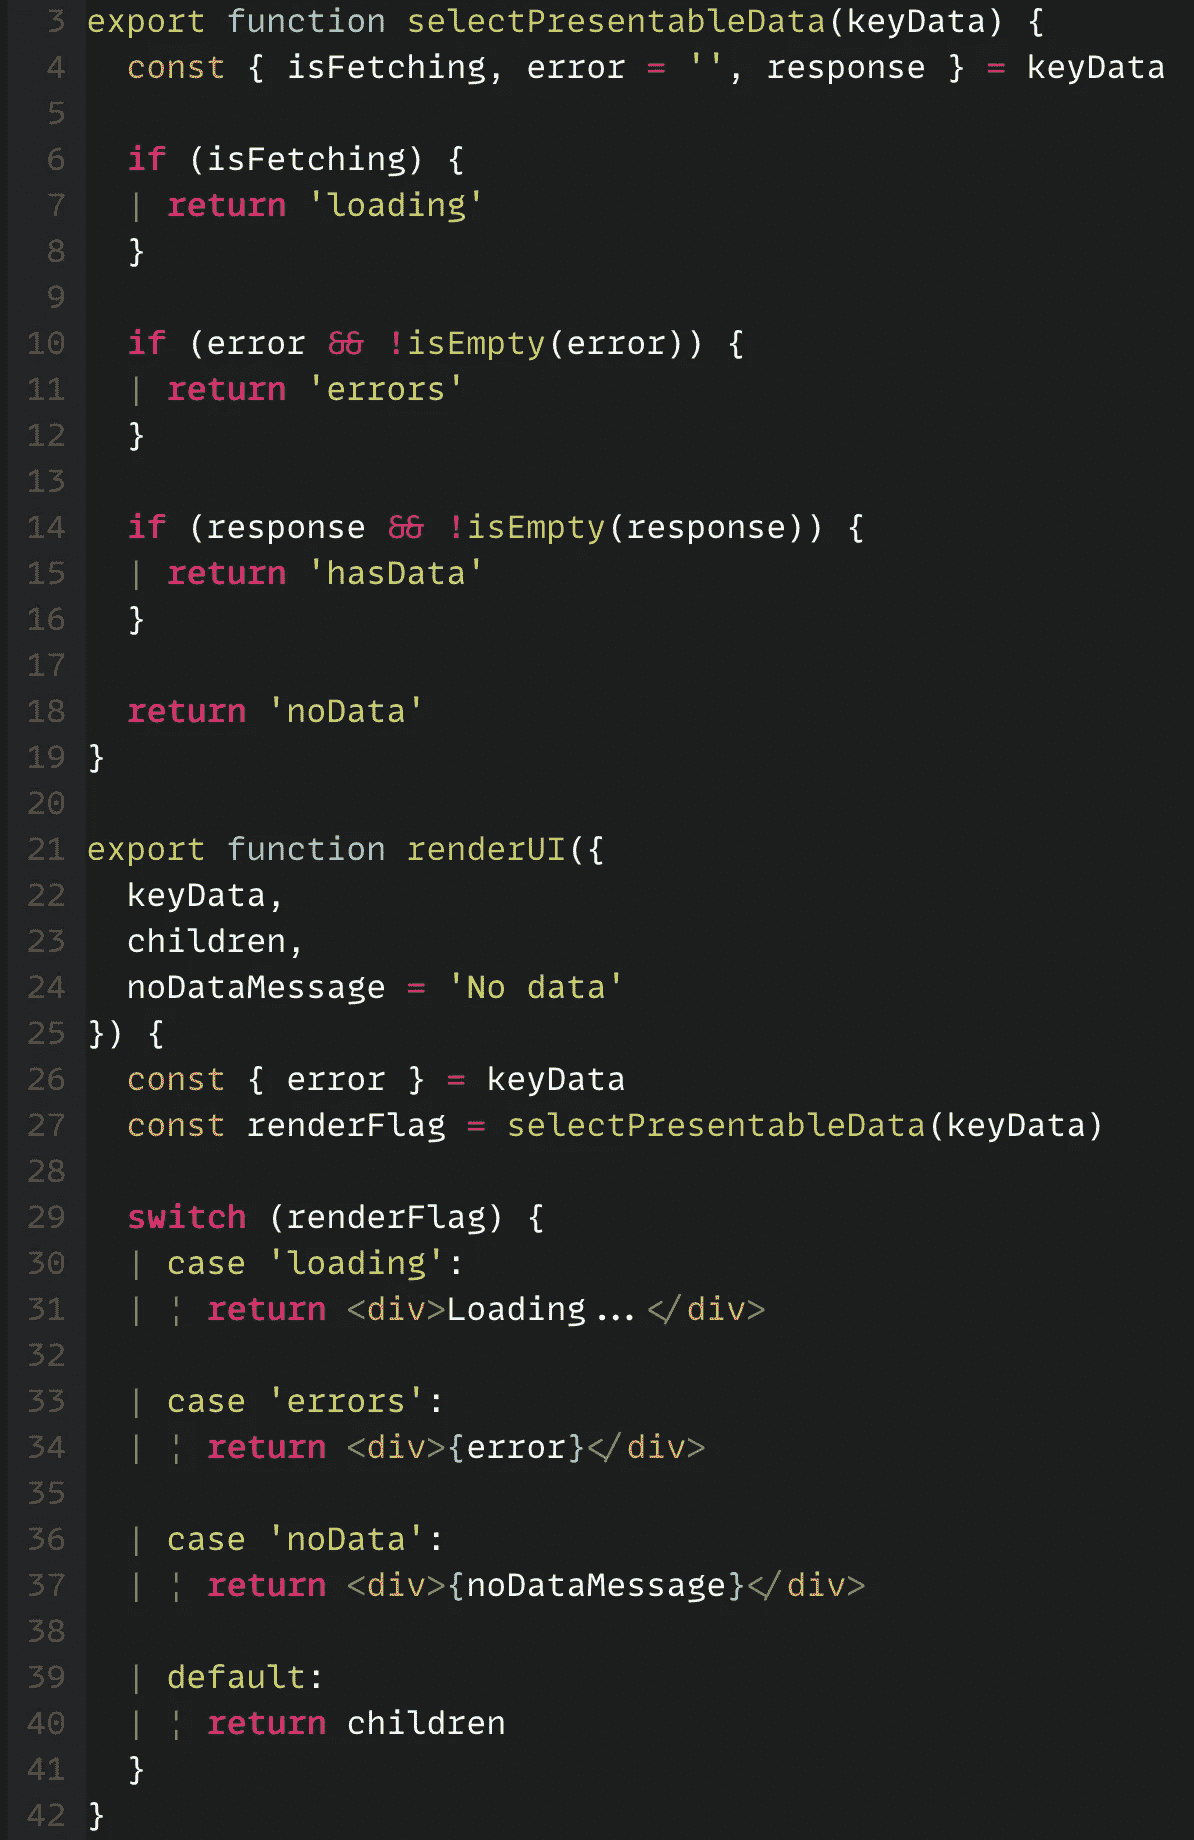 3 export function selectPresentableData(keyData) {
4   const { isFetching, error = '', response } = keyData
5
6   if (isFetching) {
7     return 'loading'
8   }
9
10   if (error && !isEmpty(error)) {
11     return 'errors'
12   }
13
14   if (response && !isEmpty(response)) {
15     return 'hasData'
16   }
17
18   return 'noData'
19 }
20
21 export function renderUI({
22   keyData,
23   children,
24   noDataMessage = 'No data'
25 }) {
26   const { error } = keyData
27   const renderFlag = selectPresentableData(keyData)
28
29   switch (renderFlag) {
30     case 'loading':
31       return <div>Loading...</div>
32
33     case 'errors':
34       return <div>{error}</div>
35
36     case 'noData':
37       return <div>{noDataMessage}</div>
38
39     default:
40       return children
41   }
42 }